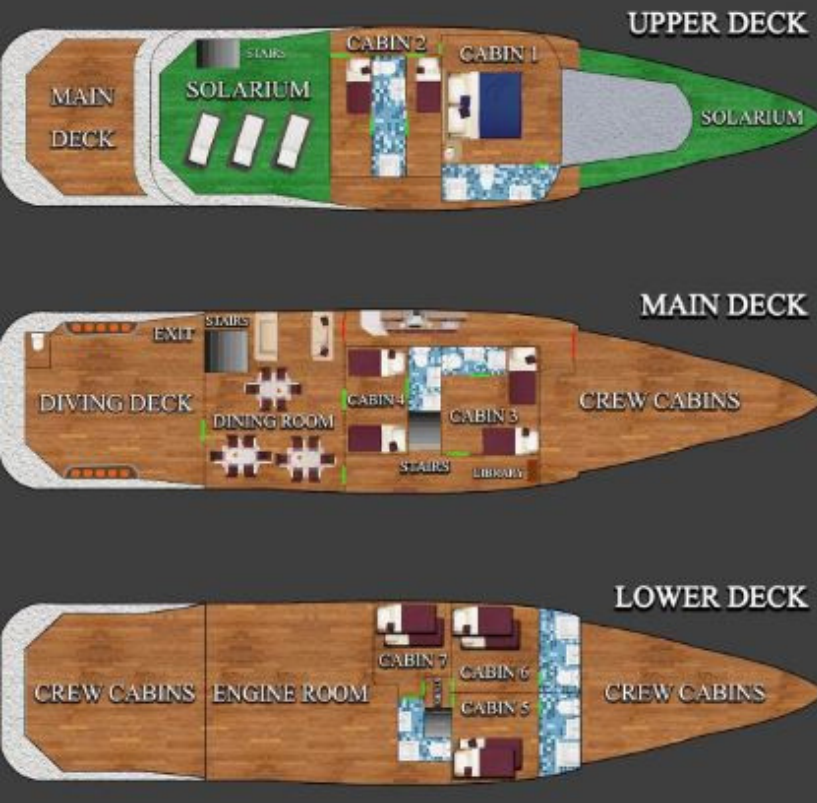 UPPER DECK
CABIN 2
CABIN 1
STAIRS
MAIN
DECK
SOLARIUM
SOLARIUM
MAIN DECK
STAIRS
EXIT
DIVING DECK
DINING ROOM
CABIN 4
CABIN 3
CREW CABINS
STAIRS
LIBRARY
LOWER DECK
CABIN 7
CABIN 6
CREW CABINS
ENGINE ROOM
CABIN 5
CREW CABINS